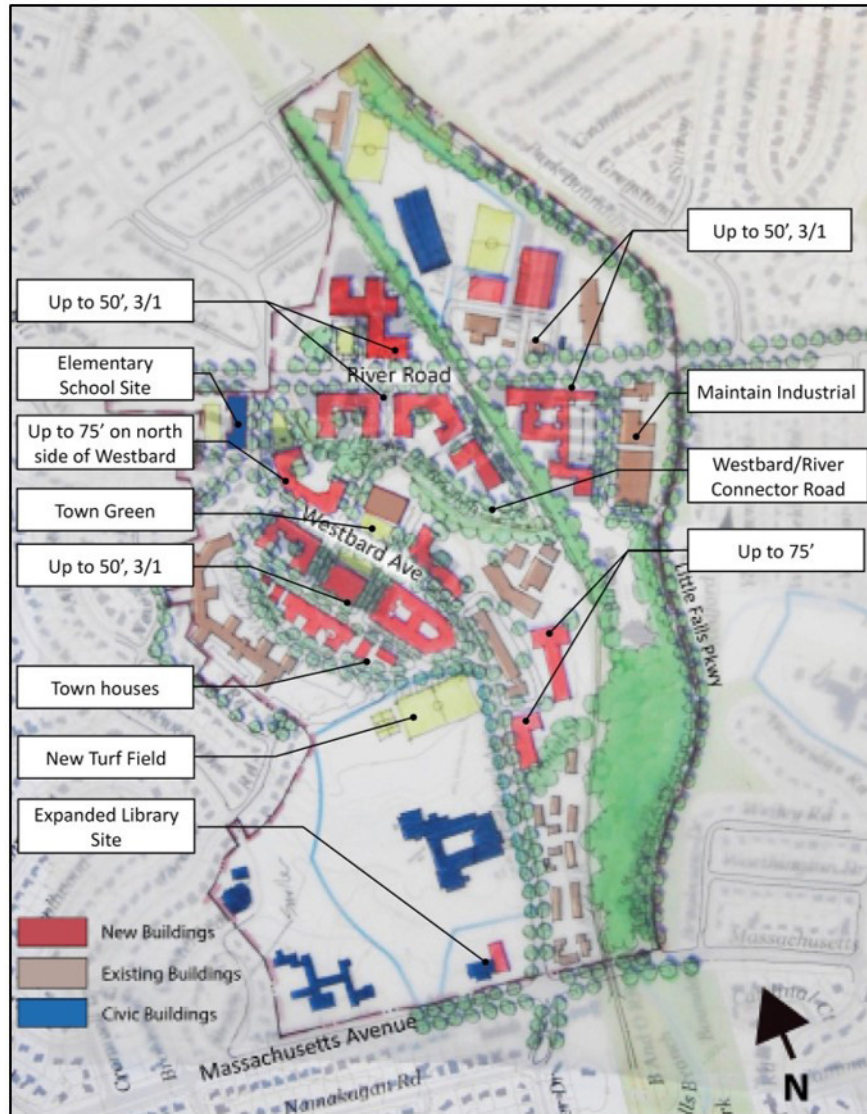 Up to 50’, 3/1
Up to 50’, 3/1
Elementary
School Site
Up to 75’ on north
side of Westbard
Town Green
Up to 50’, 3/1
Town houses
New Turf Field
Expanded Library
Site
Maintain Industrial
Westbard/River
Connector Road
Up to 75’
River Road
Westbard Ave
Little Falls Pkwy
Massachusetts
Massachusetts Avenue
Namakagan Rd
New Buildings
Existing Buildings
Civic Buildings
N